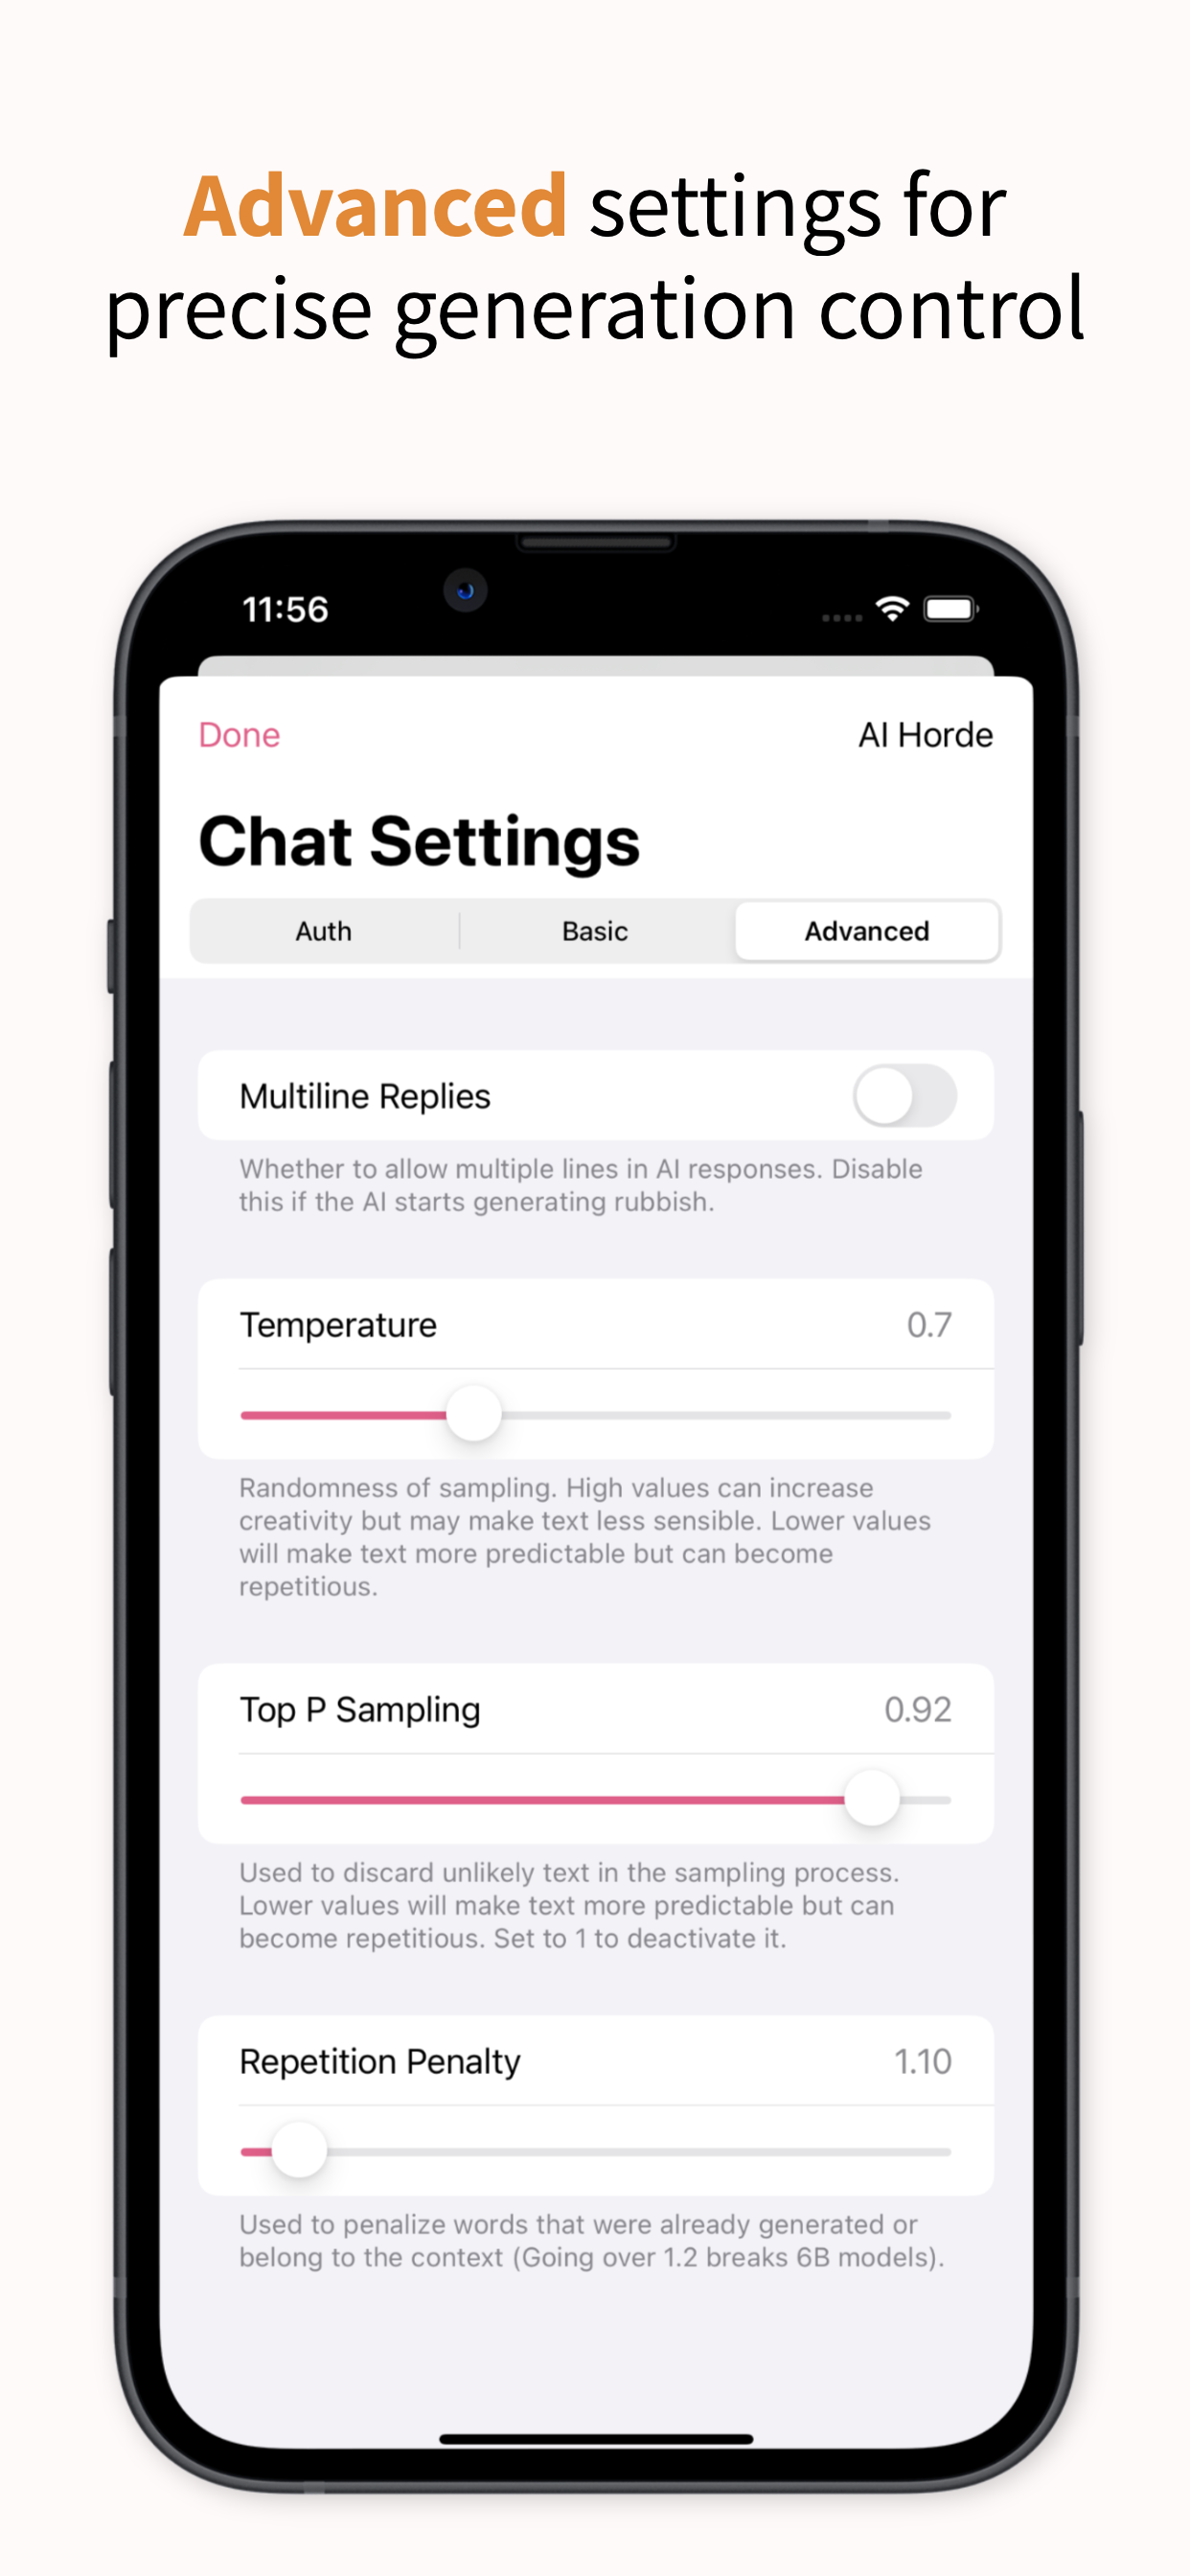 Advanced settings for
precise generation control
11:56
Done
AI Horde
Chat Settings
Auth
Basic
Advanced
Multiline Replies
Whether to allow multiple lines in AI responses. Disable
this if the AI starts generating rubbish.
Temperature
0.7
Randomness of sampling. High values can increase
creativity but may make text less sensible. Lower values
will make text more predictable but can become
repetitious.
Top P Sampling
0.92
Used to discard unlikely text in the sampling process.
Lower values will make text more predictable but can
become repetitious. Set to 1 to deactivate it.
Repetition Penalty
1.10
Used to penalize words that were already generated or
belong to the context (Going over 1.2 breaks 6B models).